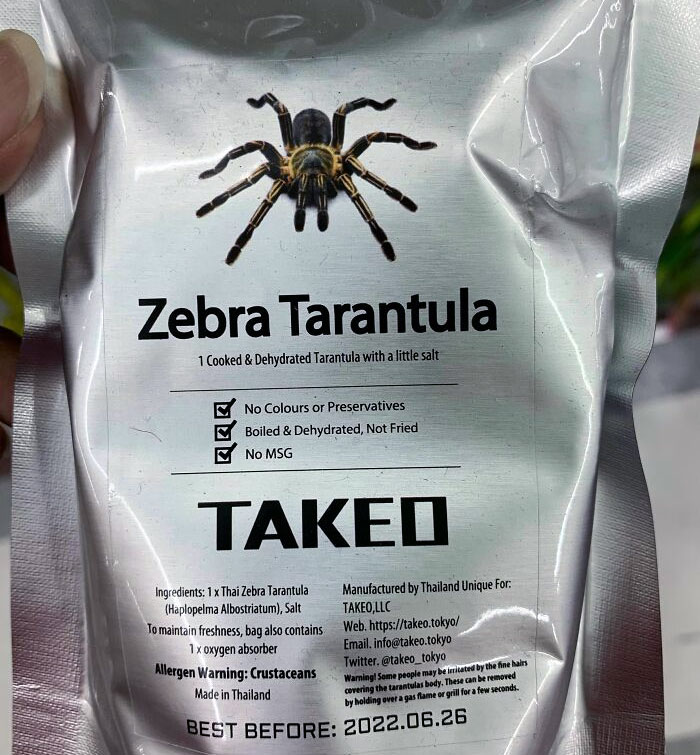 Zebra Tarantula
1 Cooked & Dehydrated Tarantula with a little salt
No Colours or Preservatives
Boiled & Dehydrated, Not Fried
No MSG
TAKEO
Ingredients: 1 x Thai Zebra Tarantula
(Haplopelma Albostriatum), Salt
To maintain freshness, bag also contains
1 x oxygen absorber
Allergen Warning: Crustaceans
Made in Thailand
Manufactured by Thailand Unique For:
TAKEO,LLC
Web. https://takeo.tokyo/
Email. info@takeo.tokyo
Twitter. @takeo_tokyo
Warning! Some people may be irritated by the fine hairs
covering the tarantulas body. These can be removed
by holding over a gas flame or grill for a few seconds.
BEST BEFORE: 2022.06.26